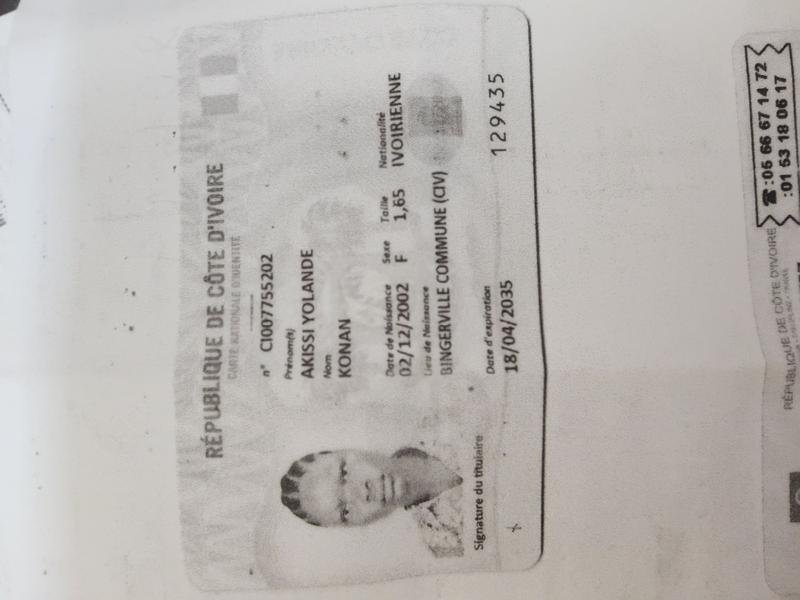 RÉPUBLIQUE DE CÔTE D'IVOIRE
CARTE NATIONALE D'IDENTITÉ
n° CI007755202
Prénom(s)
AKISSI YOLANDE
Nom
KONAN
Date de Naissance Sexe Taille Nationalité
02/12/2002 F 1,65 IVOIRIENNE
Lieu de Naissance
BINGERVILLE COMMUNE (CIV)
Date d'expiration
18/04/2035
129435
Signature du titulaire
☎:05 66 67 14 72
:01 53 18 06 17
RÉPUBLIQUE DE CÔTE D'IVOIRE